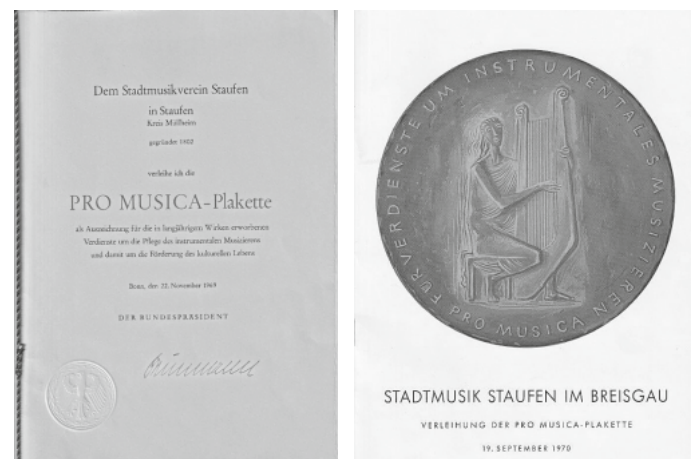 Dem Stadtmusikverein Staufen
in Staufen
Kreis Müllheim
gegründet 1802
verleihe ich die
PRO MUSICA-Plakette
als Auszeichnung für die in langjährigem Wirken erworbenen
Verdienste um die Pflege des instrumentalen Musizierens
und damit um die Förderung des kulturellen Lebens
Bonn, den 22. November 1969
DER BUNDESPRÄSIDENT
FÜR VERDIENSTE UM INSTRUMENTALES MUSIZIEREN
PRO MUSICA
STADTMUSIK STAUFEN IM BREISGAU
VERLEIHUNG DER PRO MUSICA-PLAKETTE
19. SEPTEMBER 1970